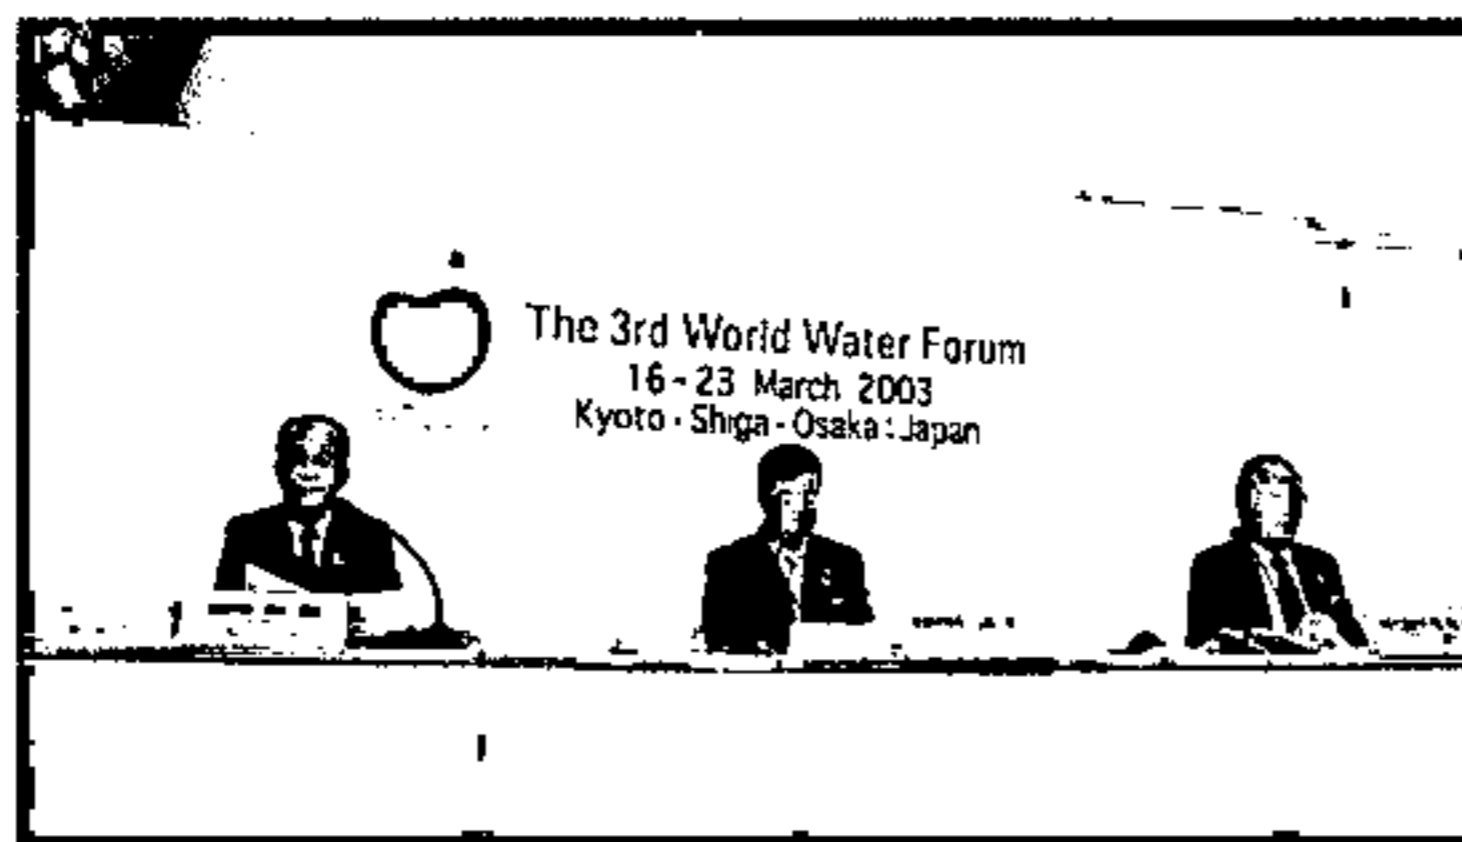 The 3rd World Water Forum
16-23 March 2003
Kyoto · Shiga · Osaka : Japan